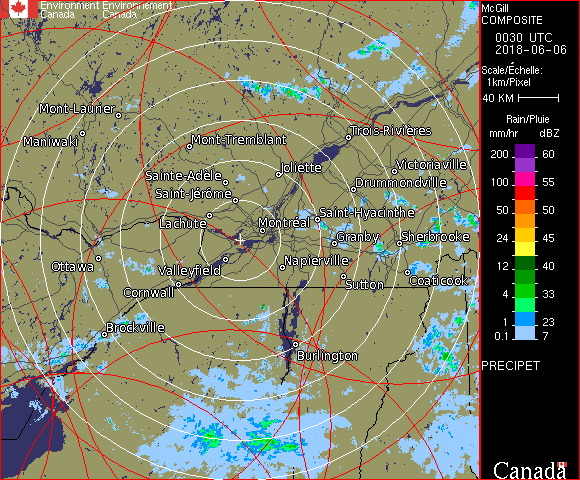 Environment Environnement
Canada Canada
McGill
COMPOSITE
0030 UTC
2018-06-06
Scale/Échelle:
1km/Pixel
40 KM
Rain/Pluie
mm/hr dBZ
200 60
100 55
50 50
24 45
12 40
4 33
1 23
0.1 7
PRECIPET
Canada
Mont-Laurier
Maniwaki
Mont-Tremblant
Trois-Rivières
Sainte-Adèle
Joliette
Victoriaville
Saint-Jérôme
Drummondville
Lachute
Montréal
Saint-Hyacinthe
Granby
Sherbrooke
Ottawa
Valleyfield
Napierville
Cornwall
Sutton
Coaticook
Brockville
Burlington